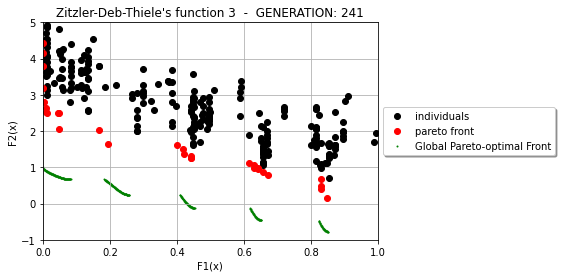 Zitzler-Deb-Thiele's function 3 - GENERATION: 241
5
4
3
2
1
0
−1
F2(x)
0.0 0.2 0.4 0.6 0.8 1.0
F1(x)
individuals
pareto front
Global Pareto-optimal Front